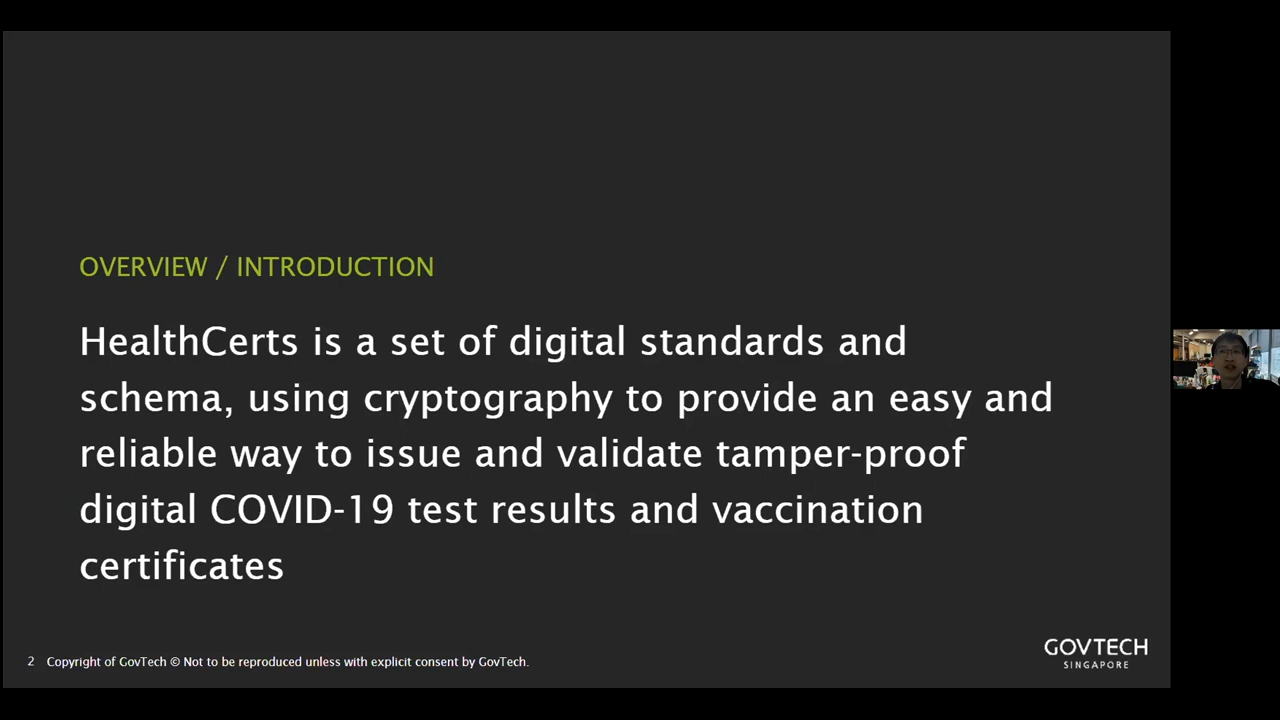 OVERVIEW / INTRODUCTION
HealthCerts is a set of digital standards and
schema, using cryptography to provide an easy and
reliable way to issue and validate tamper-proof
digital COVID-19 test results and vaccination
certificates
2 Copyright of GovTech © Not to be reproduced unless with explicit consent by GovTech.
GOVTECH
SINGAPORE